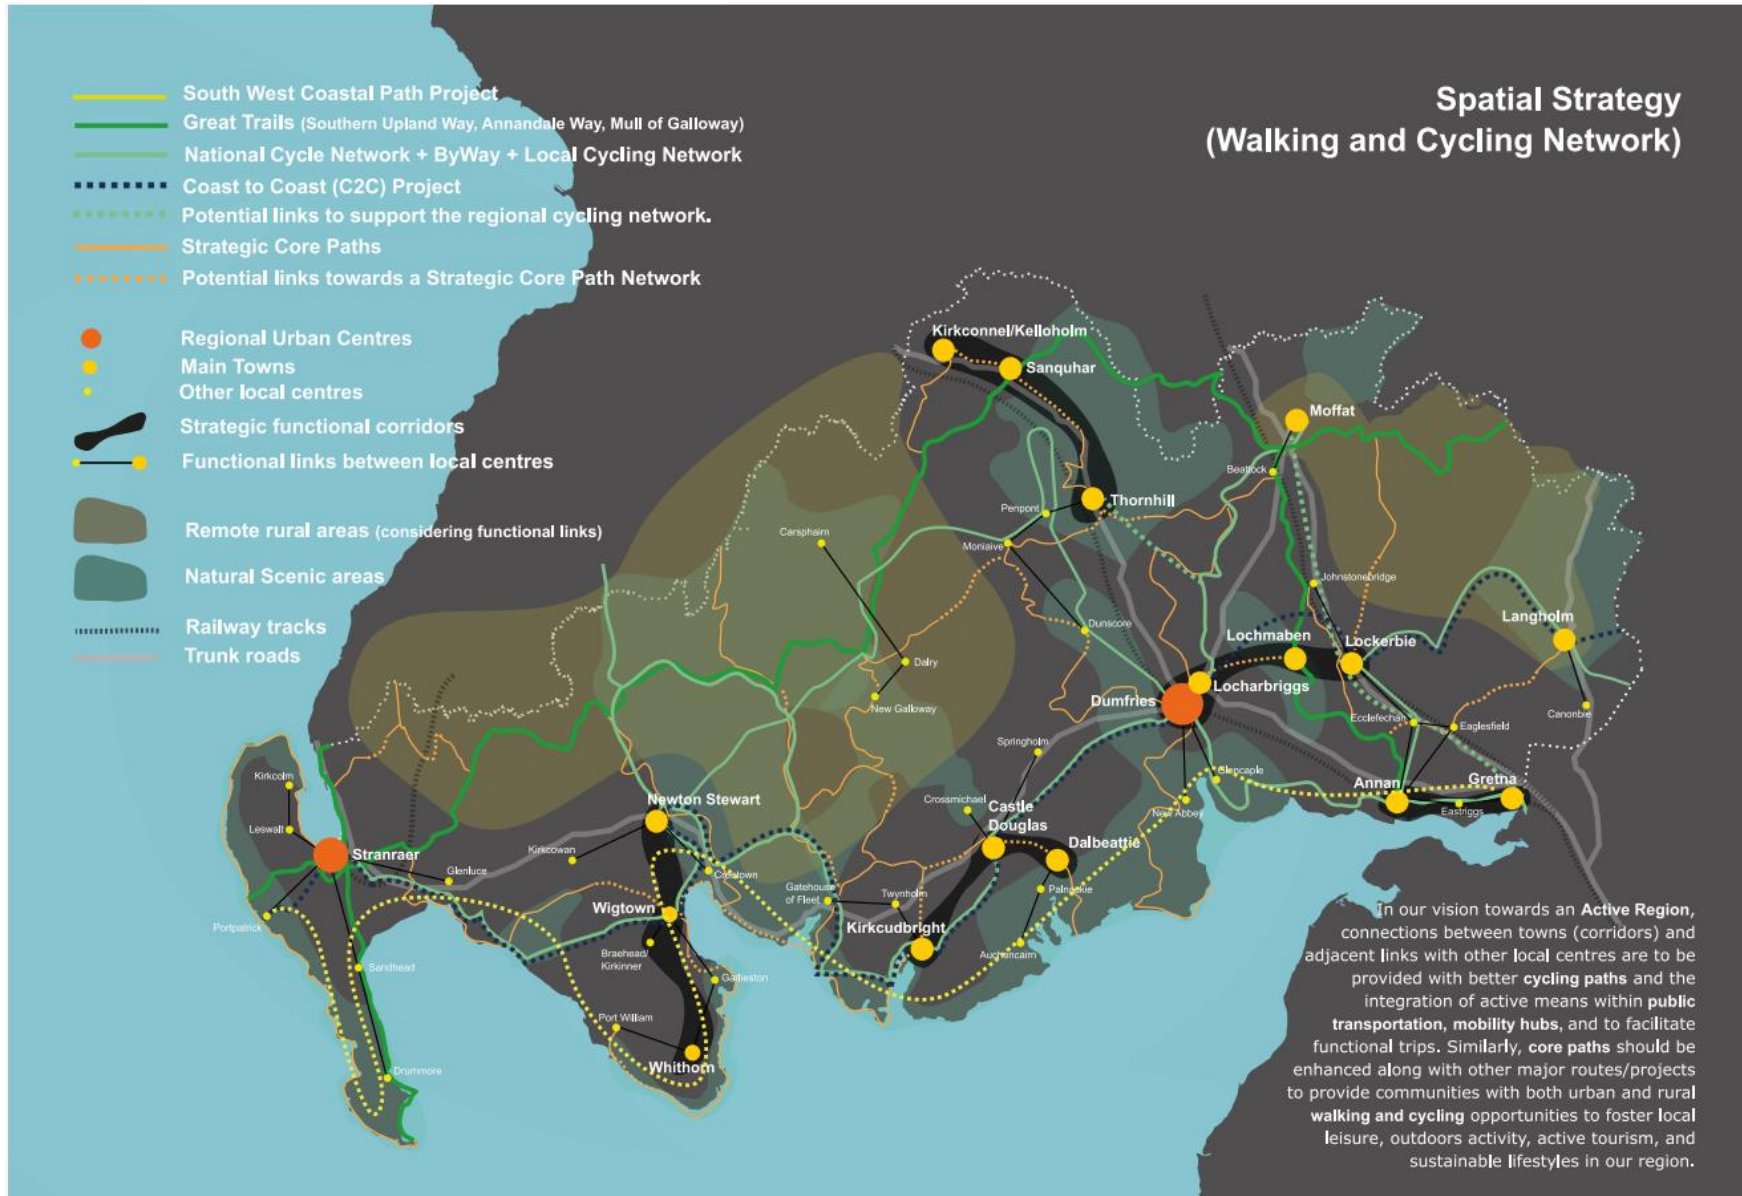 Spatial Strategy
(Walking and Cycling Network)
South West Coastal Path Project
Great Trails (Southern Upland Way, Annandale Way, Mull of Galloway)
National Cycle Network + ByWay + Local Cycling Network
Coast to Coast (C2C) Project
Potential links to support the regional cycling network.
Strategic Core Paths
Potential links towards a Strategic Core Path Network
Regional Urban Centres
Main Towns
Other local centres
Strategic functional corridors
Functional links between local centres
Remote rural areas (considering functional links)
Natural Scenic areas
Railway tracks
Trunk roads
Kirkconnel/Kelloholm
Sanquhar
Moffat
Beattock
Thornhill
Penpont
Carsphairn
Moniaive
Johnstonebridge
Langholm
Dunscore
Lochmaben
Lockerbie
Dalry
Locharbriggs
Dumfries
New Galloway
Canonbie
Ecclefechan
Eaglesfield
Springholm
Kirkcolm
Glencaple
Annan
Gretna
Newton Stewart
Crossmichael
Castle
Douglas
New Abbey
Eastriggs
Leswalt
Dalbeattie
Stranraer
Kirkcowan
Glenluce
Creetown
Gatehouse
of Fleet
Twynholm
Palnackie
Wigtown
Kirkcudbright
Portpatrick
Braehead/
Kirkinner
Auchencairn
Sandhead
Garlieston
Port William
Whithorn
Drummore
In our vision towards an Active Region,
connections between towns (corridors) and
adjacent links with other local centres are to be
provided with better cycling paths and the
integration of active means within public
transportation, mobility hubs, and to facilitate
functional trips. Similarly, core paths should be
enhanced along with other major routes/projects
to provide communities with both urban and rural
walking and cycling opportunities to foster local
leisure, outdoors activity, active tourism, and
sustainable lifestyles in our region.